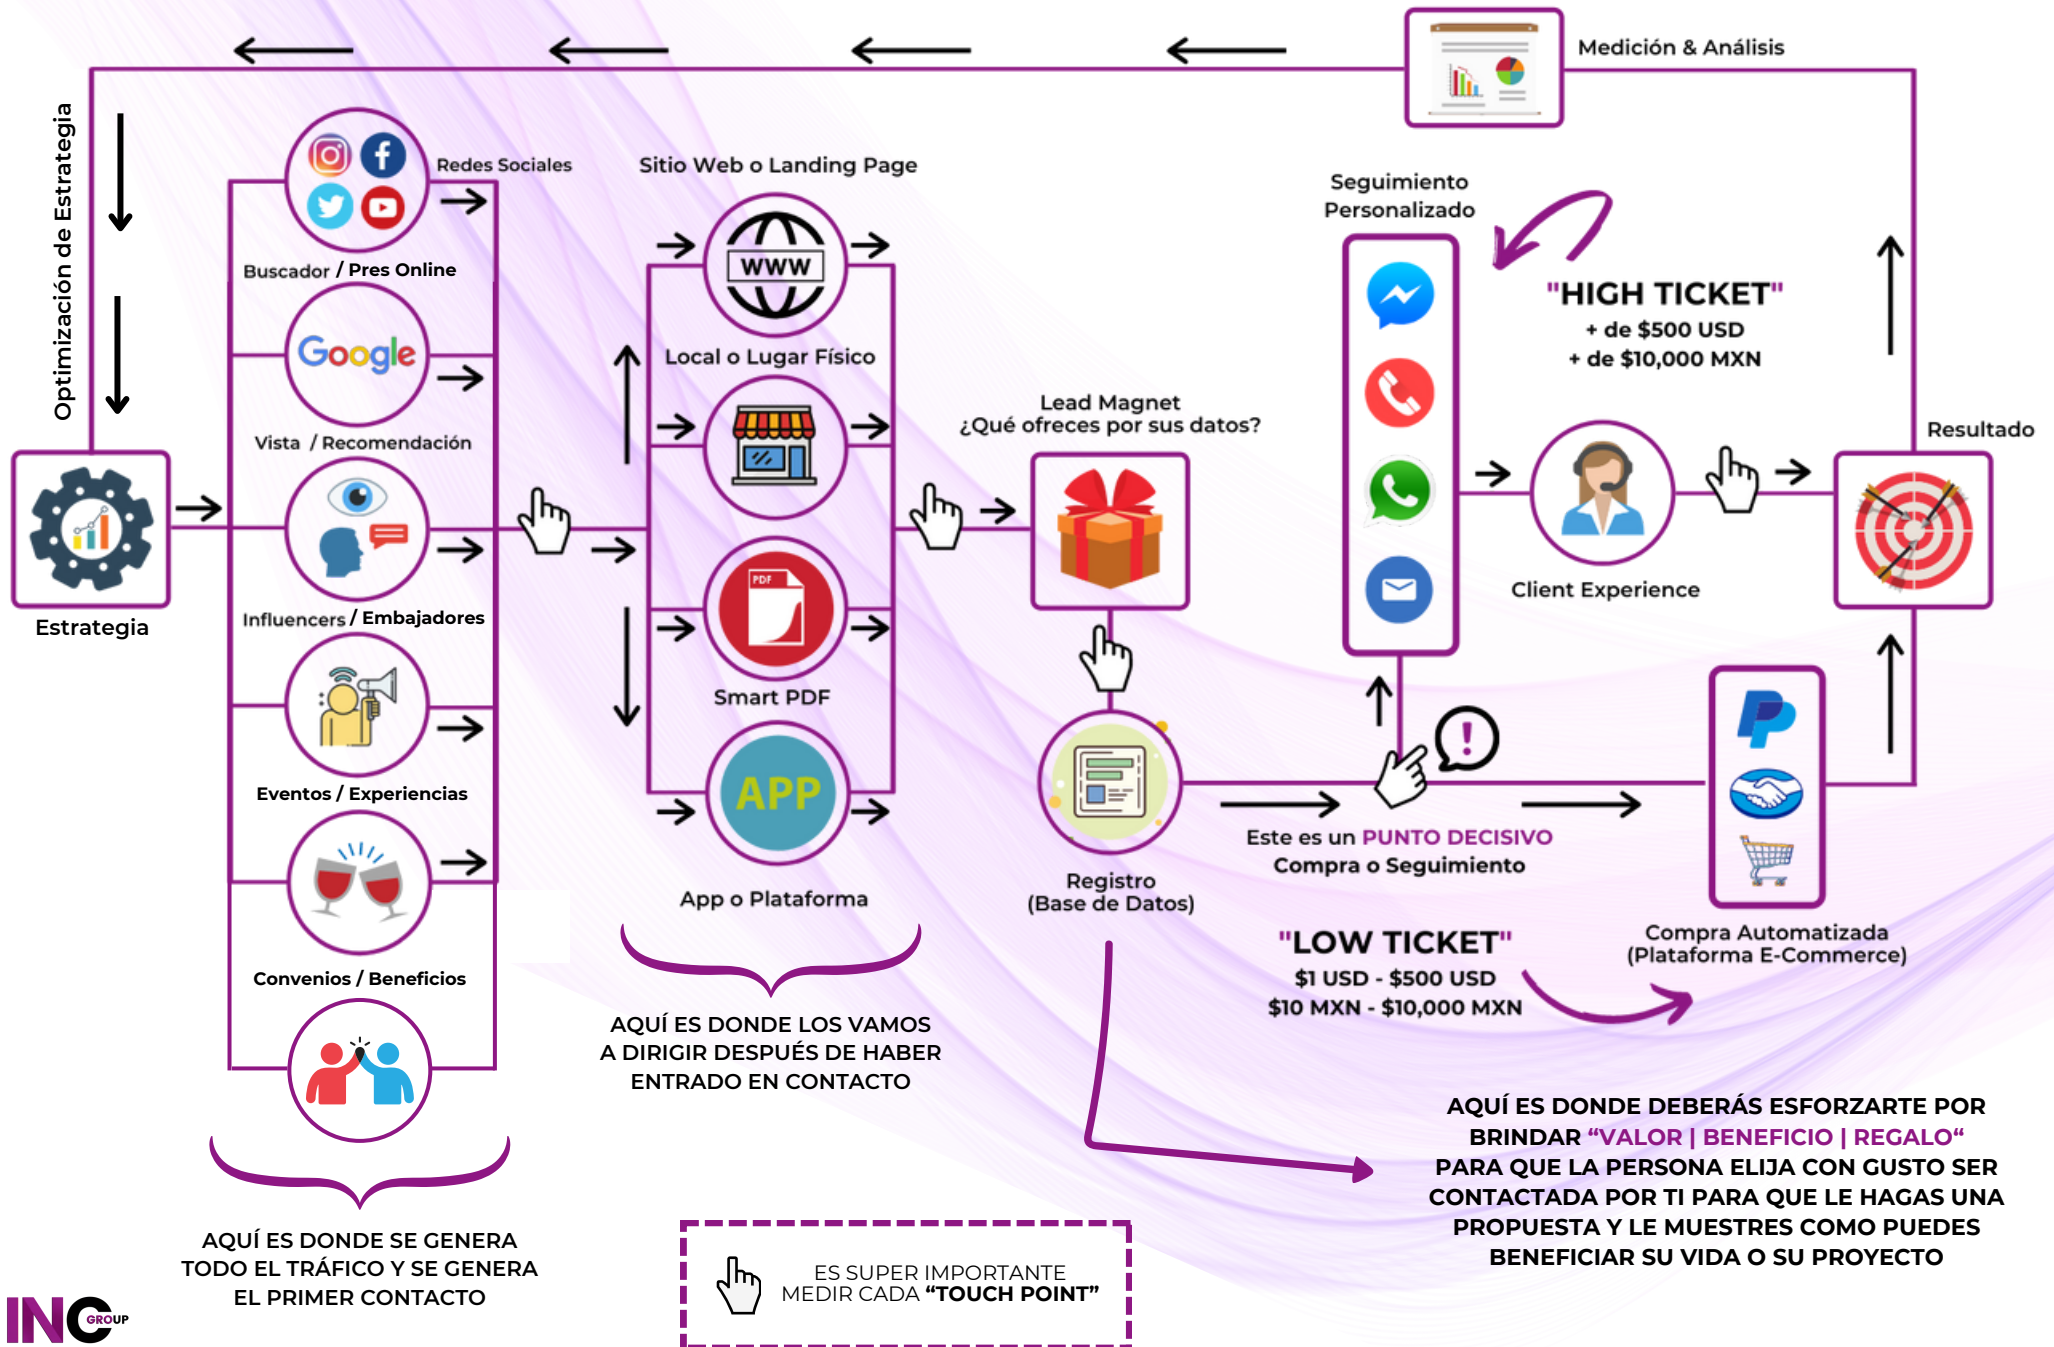 Medición & Análisis
Optimización de Estrategia
Redes Sociales
Buscador / Pres Online
Google
Vista / Recomendación
Influencers / Embajadores
Eventos / Experiencias
Convenios / Beneficios
AQUÍ ES DONDE SE GENERA
TODO EL TRÁFICO Y SE GENERA
EL PRIMER CONTACTO
Estrategia
Sitio Web o Landing Page
WWW
Local o Lugar Físico
PDF
Smart PDF
APP
App o Plataforma
AQUÍ ES DONDE LOS VAMOS
A DIRIGIR DESPUÉS DE HABER
ENTRADO EN CONTACTO
Lead Magnet
¿Qué ofreces por sus datos?
Registro
(Base de Datos)
Seguimiento
Personalizado
"HIGH TICKET"
+ de $500 USD
+ de $10,000 MXN
Client Experience
Resultado
!
Este es un PUNTO DECISIVO
Compra o Seguimiento
"LOW TICKET"
$1 USD - $500 USD
$10 MXN - $10,000 MXN
Compra Automatizada
(Plataforma E-Commerce)
AQUÍ ES DONDE DEBERÁS ESFORZARTE POR
BRINDAR “VALOR | BENEFICIO | REGALO“
PARA QUE LA PERSONA ELIJA CON GUSTO SER
CONTACTADA POR TI PARA QUE LE HAGAS UNA
PROPUESTA Y LE MUESTRES COMO PUEDES
BENEFICIAR SU VIDA O SU PROYECTO
ES SUPER IMPORTANTE
MEDIR CADA “TOUCH POINT”
INC GROUP